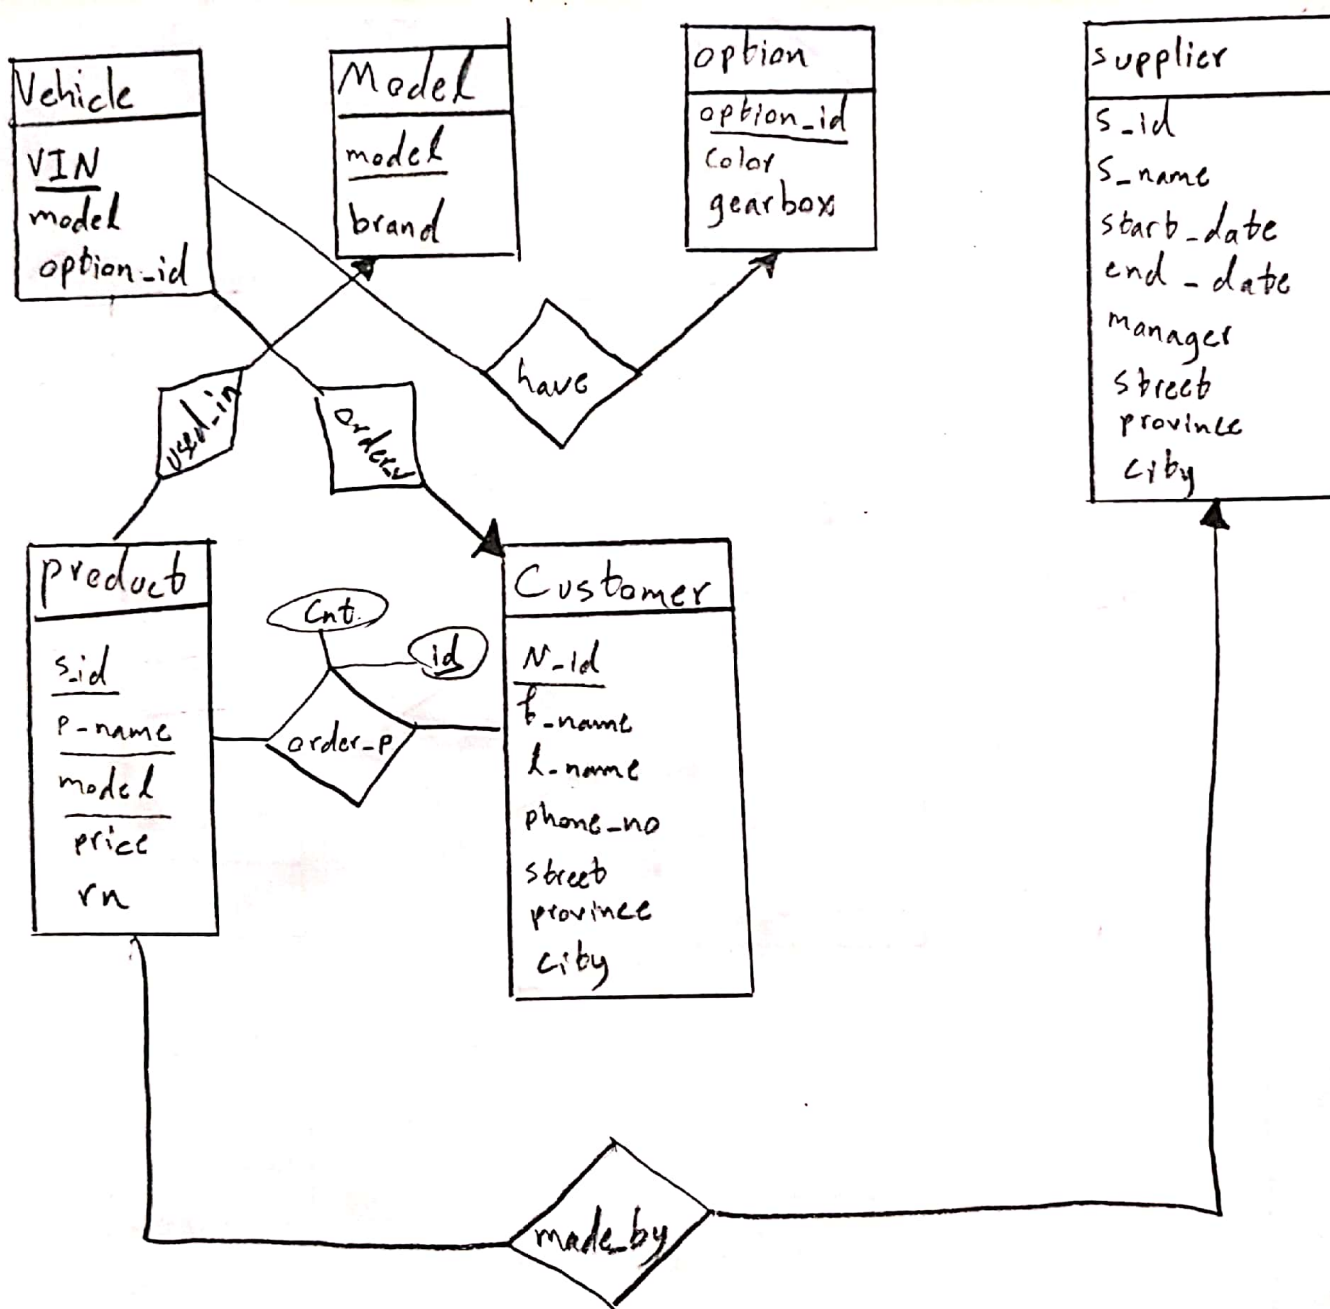 Vehicle
VIN
model
option_id
Model
model
brand
option
option_id
color
gearbox
supplier
s_id
s_name
start_date
end_date
manager
street
province
city
used_in
order_v
have
product
s_id
p-name
model
price
rn
Cnt.
id
order_p
Customer
N_id
f_name
l_name
phone_no
street
province
city
made_by